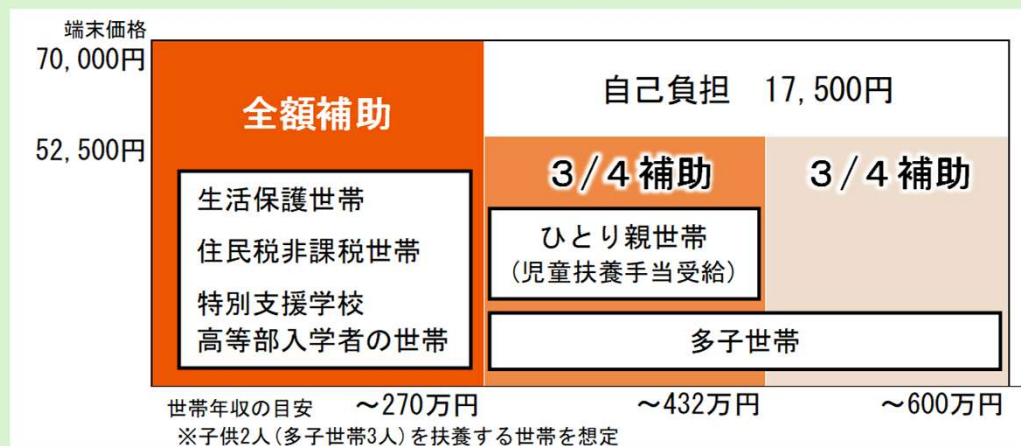 端末価格
70,000円
全額補助
自己負担 17,500円
52,500円
3/4補助
3/4補助
生活保護世帯
住民税非課税世帯
特別支援学校
高等部入学者の世帯
ひとり親世帯
(児童扶養手当受給)
多子世帯
世帯年収の目安 ～270万円 ～432万円 ～600万円
※子供2人(多子世帯3人)を扶養する世帯を想定